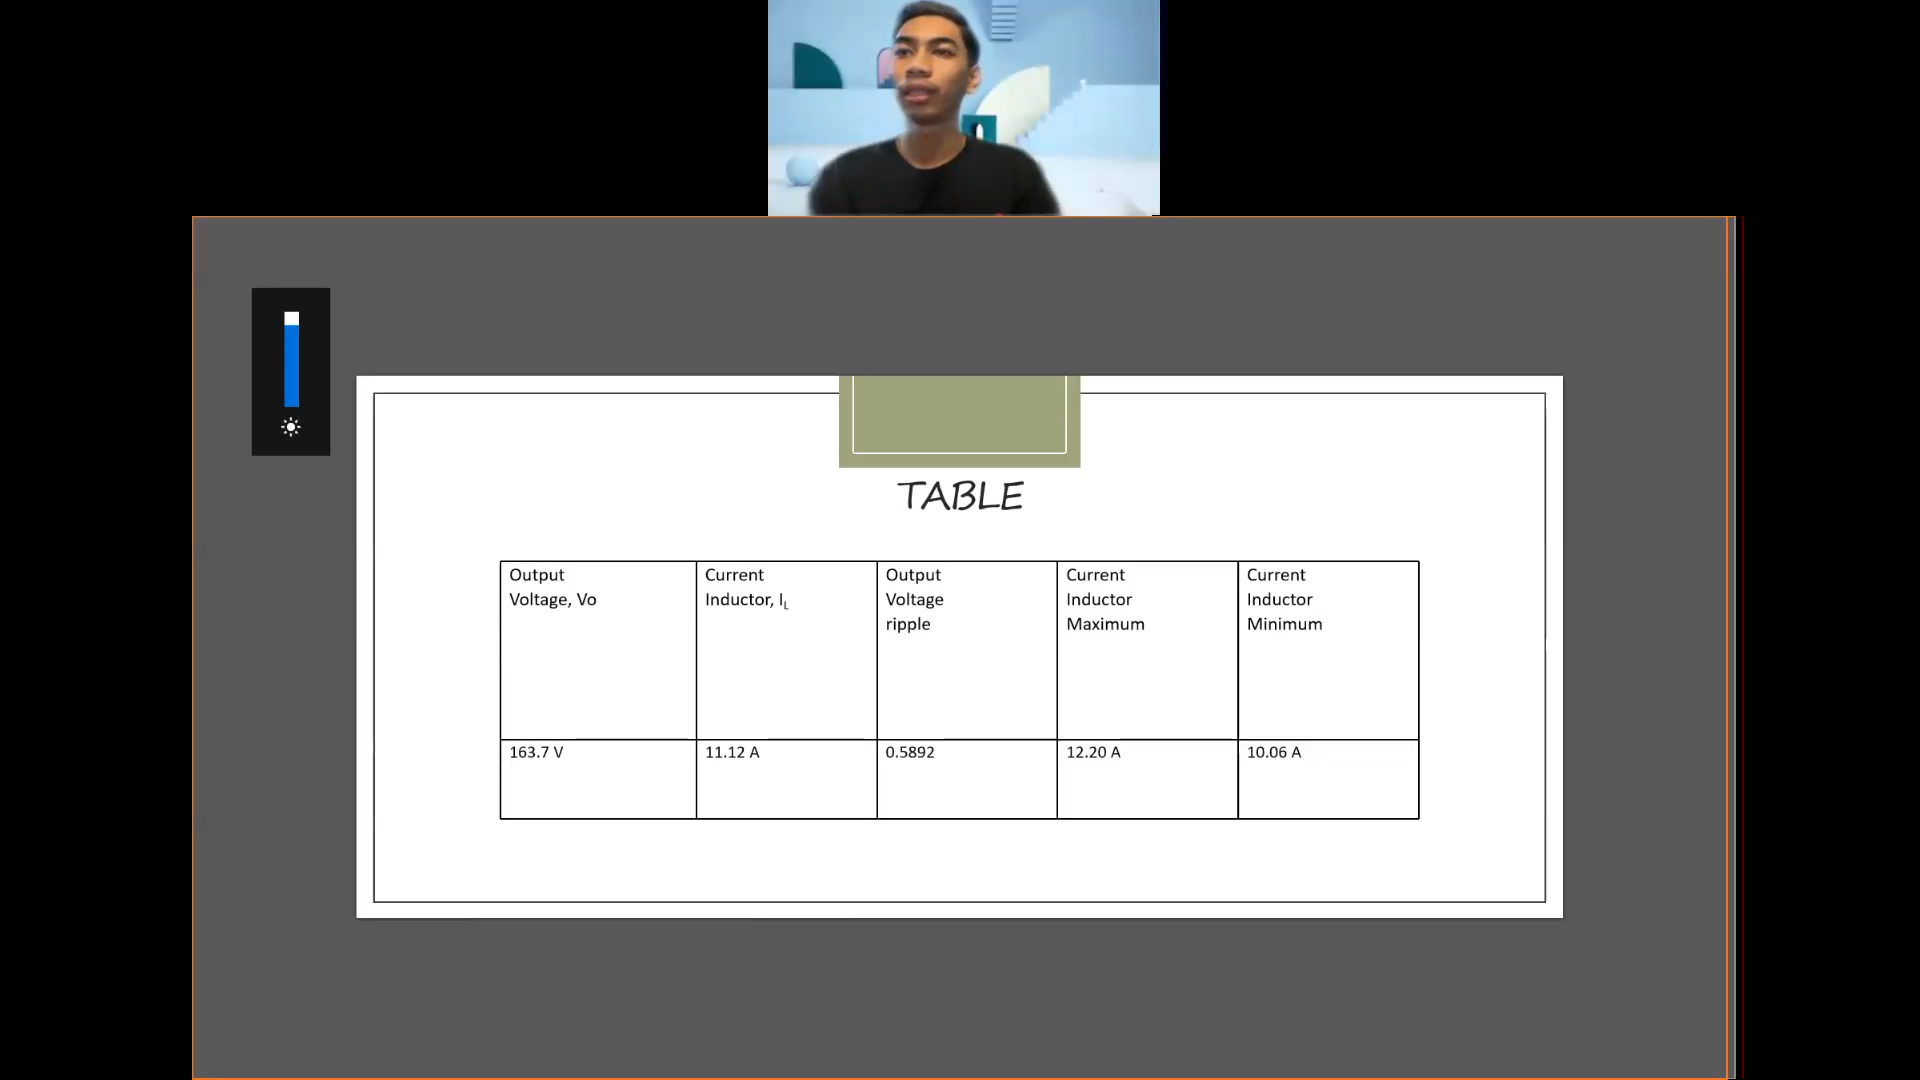 TABLE
Output
Voltage, Vo
Current
Inductor, IL
Output
Voltage
ripple
Current
Inductor
Maximum
Current
Inductor
Minimum
163.7 V
11.12 A
0.5892
12.20 A
10.06 A